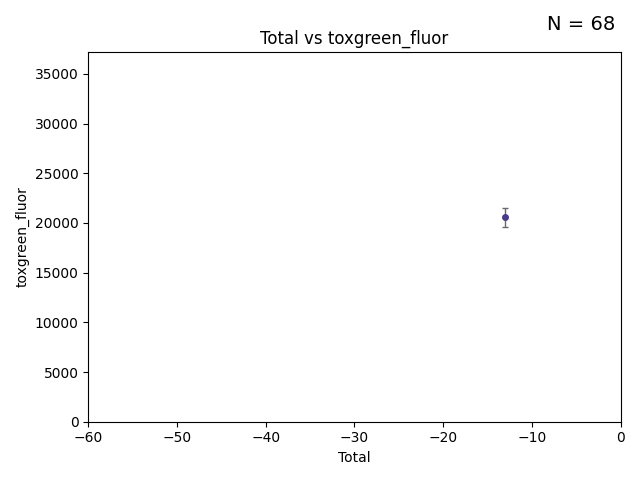 N = 68
Total vs toxgreen_fluor
35000
30000
25000
20000
15000
10000
5000
0
toxgreen_fluor
−60 −50 −40 −30 −20 −10 0
Total